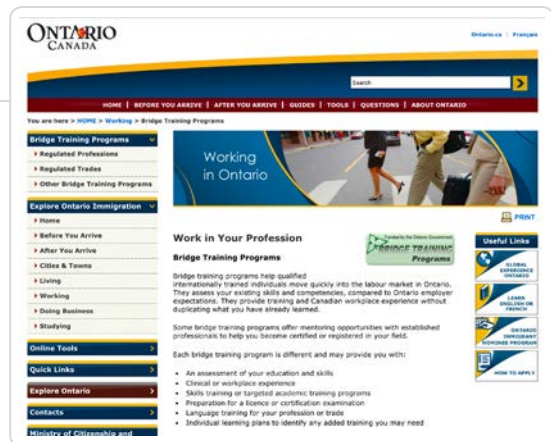 ONTARIO
CANADA
Ontario.ca | Français
Search
HOME | BEFORE YOU ARRIVE | AFTER YOU ARRIVE | GUIDES | TOOLS | QUESTIONS | ABOUT ONTARIO
You are here > HOME > Working > Bridge Training Programs
Bridge Training Programs
Regulated Professions
Regulated Trades
Other Bridge Training Programs
Explore Ontario Immigration
Home
Before You Arrive
After You Arrive
Cities & Towns
Living
Working
Doing Business
Studying
Online Tools
Quick Links
Explore Ontario
Contacts
Ministry of Citizenship and
Working
in Ontario
PRINT
Work in Your Profession
Funded by the Ontario Government
BRIDGE TRAINING
Programs
Bridge Training Programs
Bridge training programs help qualified
internationally trained individuals move quickly into the labour market in Ontario.
They assess your existing skills and competencies, compared to Ontario employer
expectations. They provide training and Canadian workplace experience without
duplicating what you have already learned.
Some bridge training programs offer mentoring opportunities with established
professionals to help you become certified or registered in your field.
Each bridge training program is different and may provide you with:
• An assessment of your education and skills
• Clinical or workplace experience
• Skills training or targeted academic training programs
• Preparation for a licence or certification examination
• Language training for your profession or trade
• Individual learning plans to identify any added training you may need
Useful Links
GLOBAL
EXPERIENCE
ONTARIO
LEARN
ENGLISH OR
FRENCH
ONTARIO
IMMIGRANT
NOMINEE PROGRAM
HOW TO APPLY